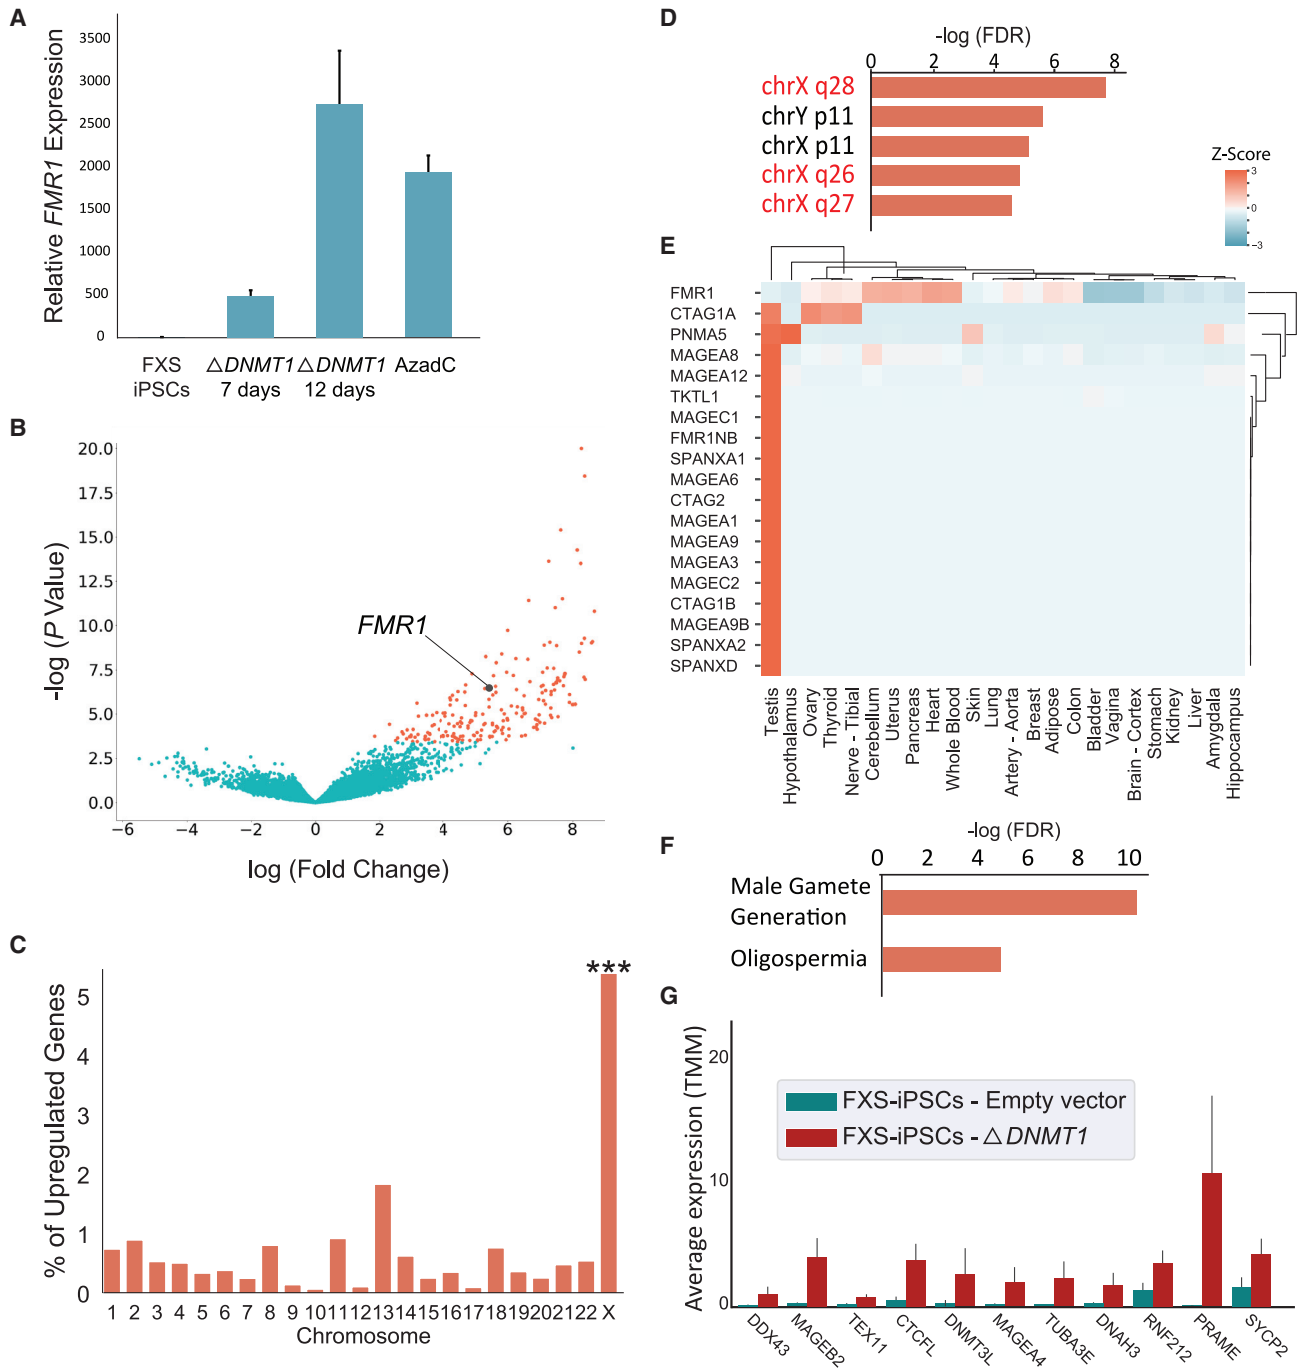 A
Relative FMR1 Expression
3500
3000
2500
2000
1500
1000
500
0
FXS iPSCs
△DNMT1 7 days
△DNMT1 12 days
AzadC
B
-log (P Value)
20.0
17.5
15.0
12.5
10.0
7.5
5.0
2.5
0.0
FMR1
−6 −4 −2 0 2 4 6 8
log (Fold Change)
C
% of Upregulated Genes
5
4
3
2
1
0
***
1 2 3 4 5 6 7 8 9 10 11 12 13 14 15 16 17 18 19 20 21 22 X
Chromosome
D
-log (FDR)
0 2 4 6 8
chrX q28
chrY p11
chrX p11
chrX q26
chrX q27
Z-Score
3
0
−3
E
FMR1
CTAG1A
PNMA5
MAGEA8
MAGEA12
TKTL1
MAGEC1
FMR1NB
SPANXA1
MAGEA6
CTAG2
MAGEA1
MAGEA9
MAGEA3
MAGEC2
CTAG1B
MAGEA9B
SPANXA2
SPANXD
Testis
Hypothalamus
Ovary
Thyroid
Nerve - Tibial
Cerebellum
Uterus
Pancreas
Heart
Whole Blood
Skin
Lung
Artery - Aorta
Breast
Adipose
Colon
Bladder
Vagina
Brain - Cortex
Stomach
Kidney
Liver
Amygdala
Hippocampus
F
-log (FDR)
0 2 4 6 8 10
Male Gamete
Generation
Oligospermia
G
Average expression (TMM)
20
10
0
FXS-iPSCs - Empty vector
FXS-iPSCs - △DNMT1
DDX43
MAGEB2
TEX11
CTCFL
DNMT3L
MAGEA4
TUBA3E
DNAH3
RNF212
PRAME
SYCP2